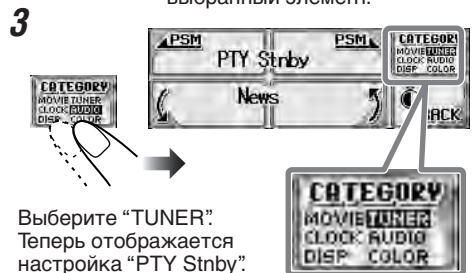 выбранный элемент.
3
PSM PSM
PTY Stnby
News
CATEGORY
MOVIE TUNER
CLOCK AUDIO
DISP COLOR
BACK
CATEGORY
MOVIE TUNER
CLOCK AUDIO
DISP COLOR
CATEGORY
MOVIE TUNER
CLOCK AUDIO
DISP COLOR
Выберите “TUNER”.
Теперь отображается
настройка “PTY Stnby”.